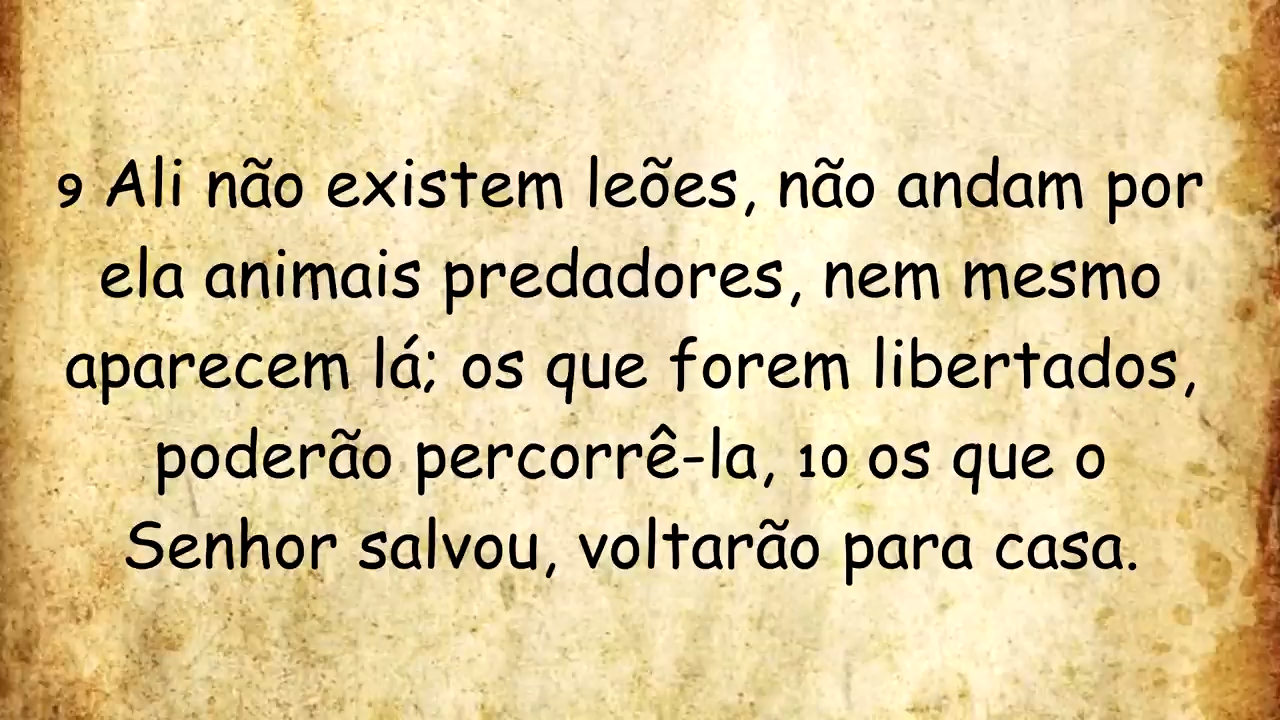 9 Ali não existem leões, não andam por
ela animais predadores, nem mesmo
aparecem lá; os que forem libertados,
poderão percorrê-la, 10 os que o
Senhor salvou, voltarão para casa.